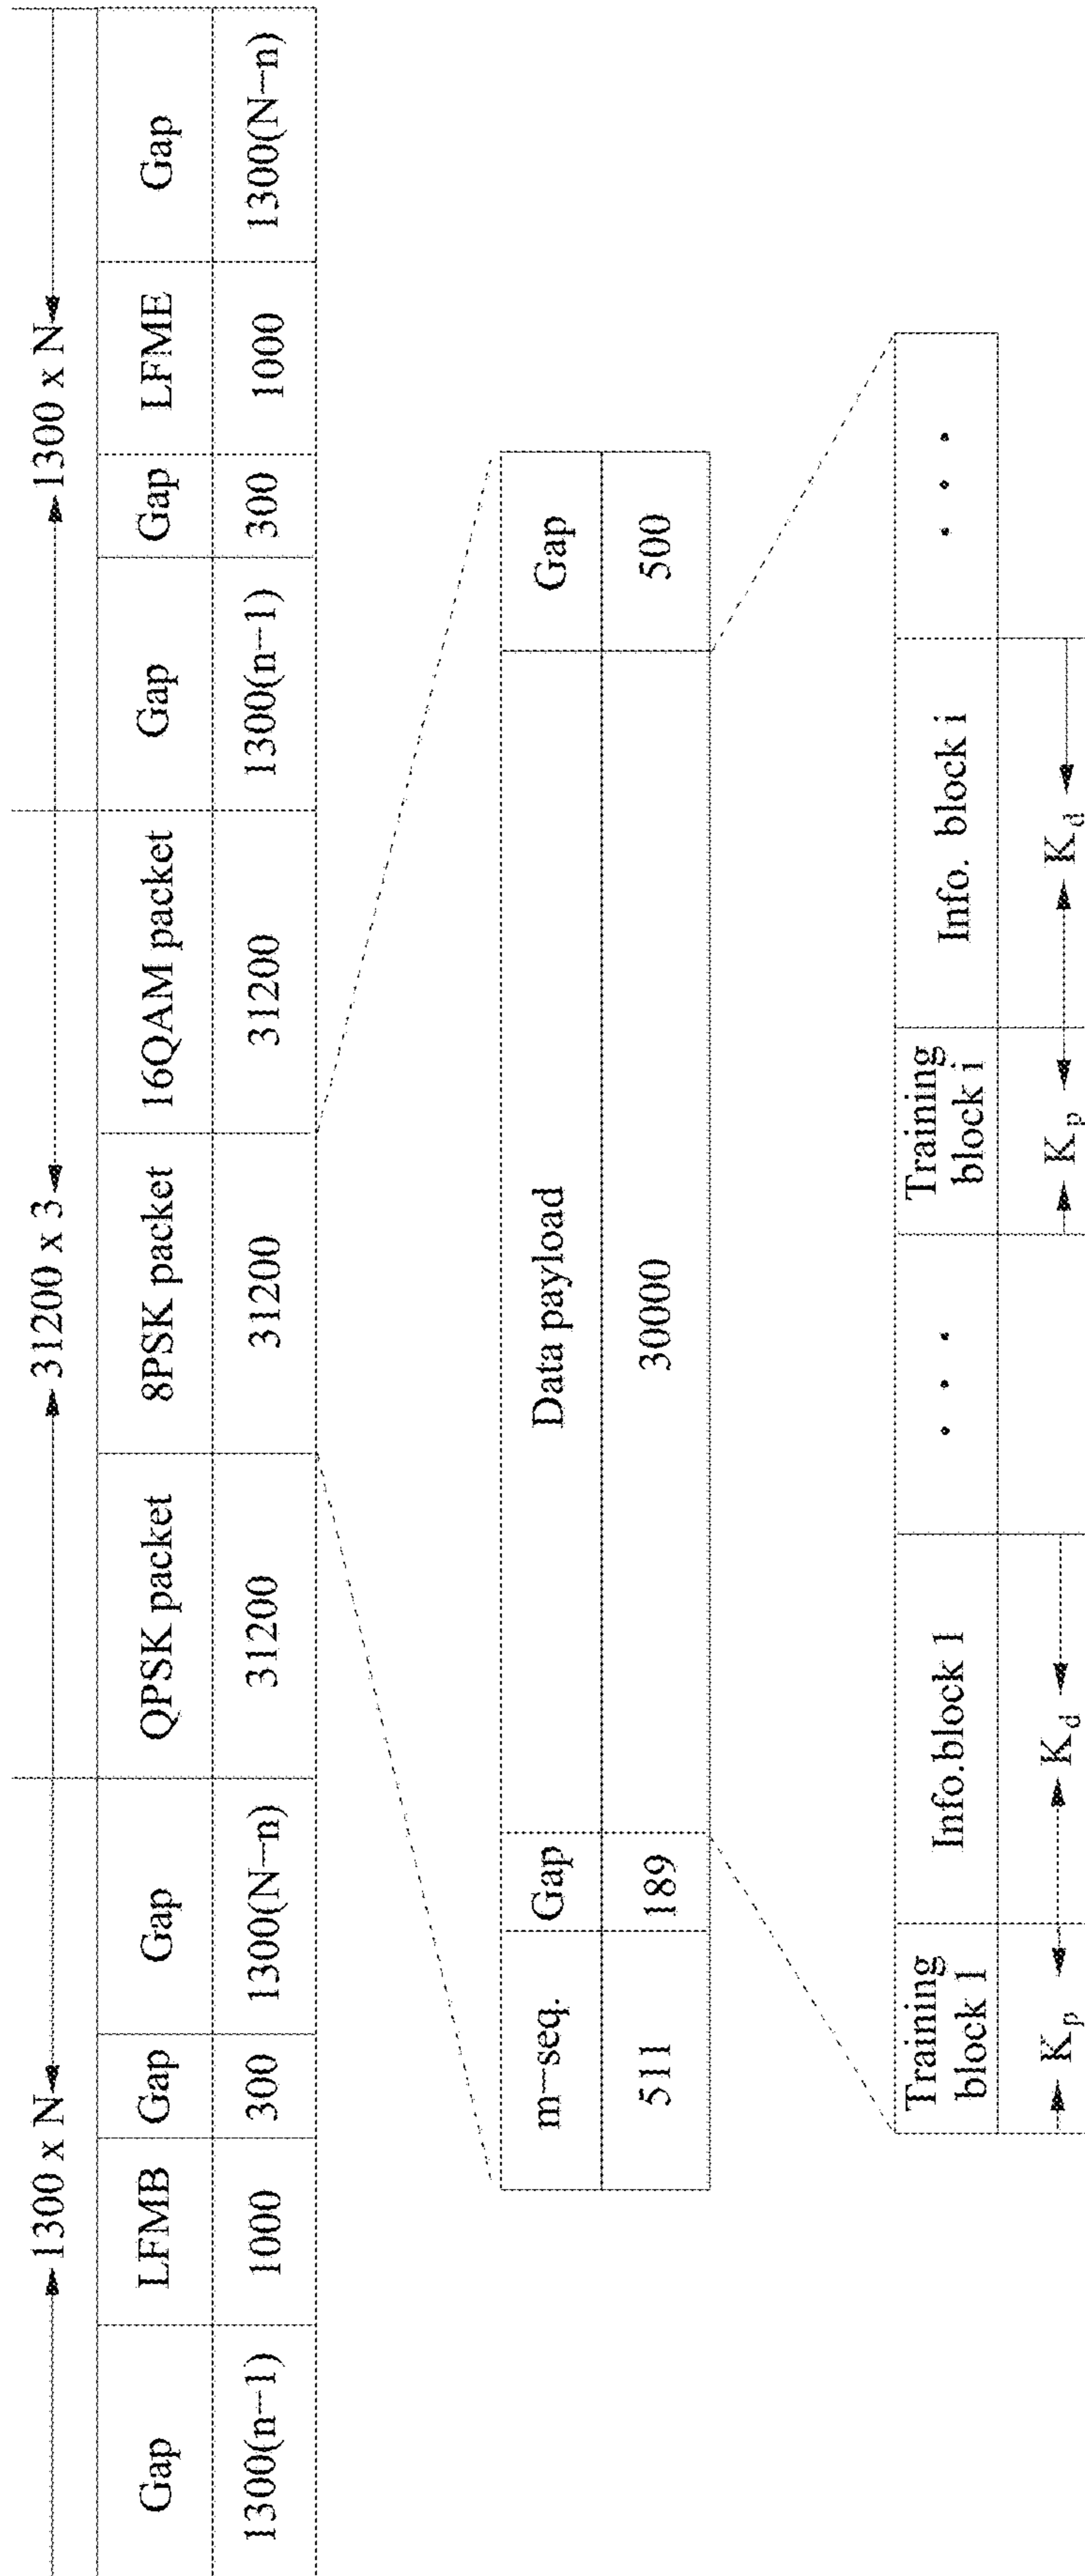 1300 x N
31200 x 3
1300 x N
Gap
LFMB
Gap
Gap
QPSK packet
8PSK packet
16QAM packet
Gap
Gap
LFME
Gap
1300(n−1)
1000
300
1300(N−n)
31200
31200
31200
1300(n−1)
300
1000
1300(N−n)
m−seq.
Gap
Data payload
Gap
511
189
30000
500
Training
block 1
Info.block 1
. . .
Training
block i
Info. block i
. . .
Kp
Kd
Kp
Kd